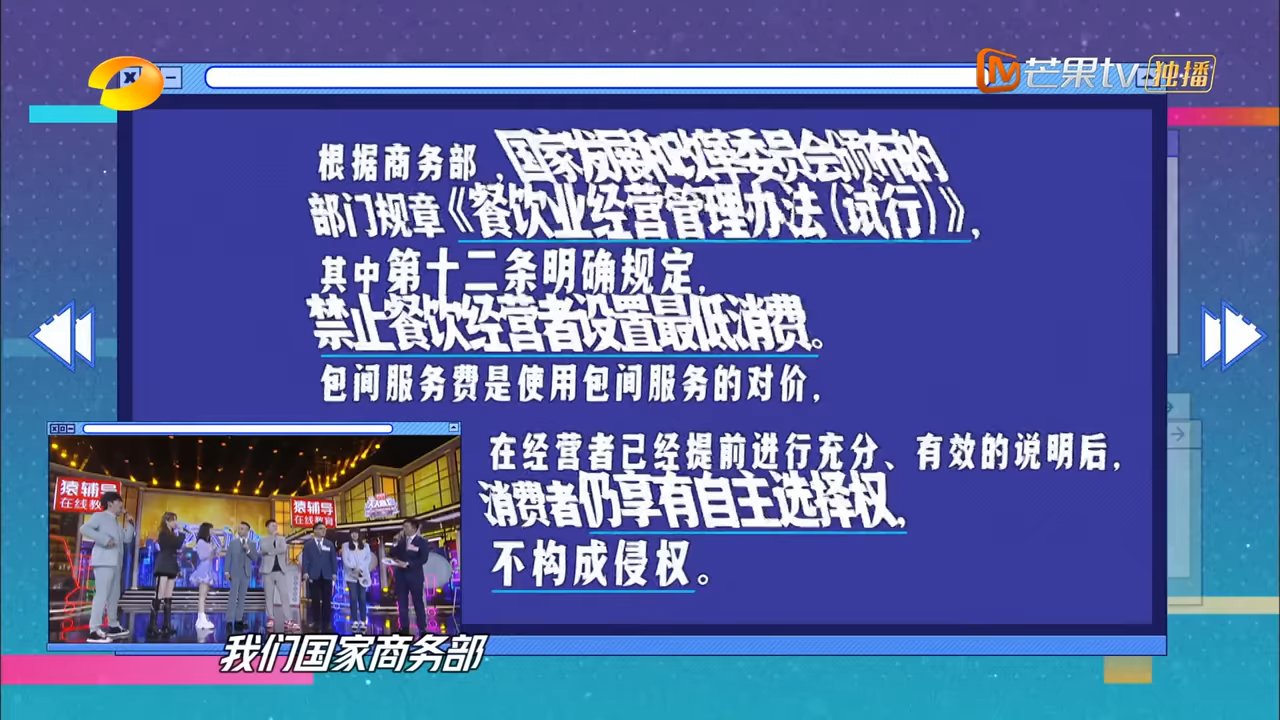 芒果tv 独播
根据商务部，国家发展和改革委员会颁布的
部门规章《餐饮业经营管理办法(试行)》，
其中第十二条明确规定，
禁止餐饮经营者设置最低消费。
包间服务费是使用包间服务的对价，
在经营者已经提前进行充分、有效的说明后，
消费者仍享有自主选择权，
不构成侵权。
猿辅导
在线教育
猿辅导
在线教育
我们国家商务部